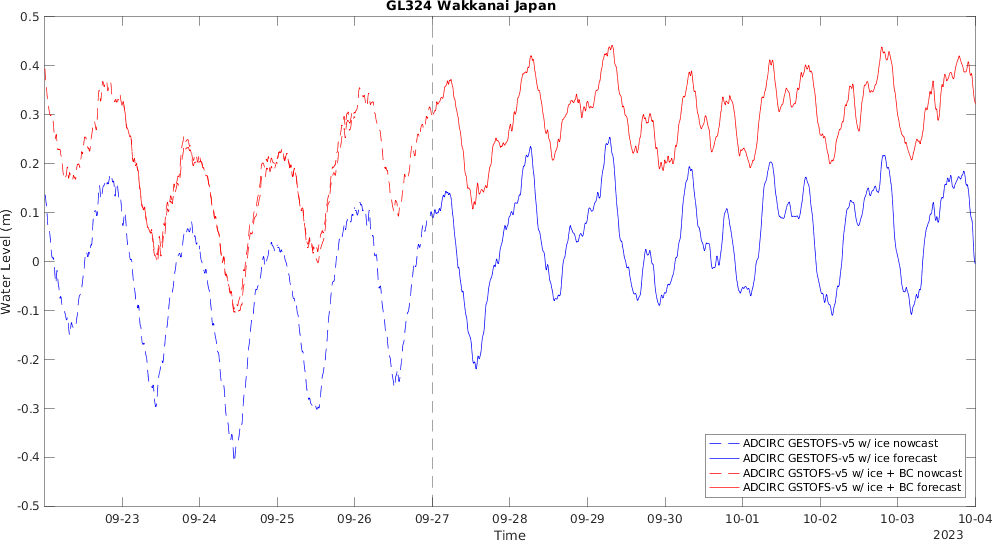 GL324 Wakkanai Japan
0.5
0.4
0.3
0.2
0.1
0
-0.1
-0.2
-0.3
-0.4
-0.5
Water Level (m)
ADCIRC GESTOFS-v5 w/ ice nowcast
ADCIRC GESTOFS-v5 w/ ice forecast
ADCIRC GSTOFS-v5 w/ ice + BC nowcast
ADCIRC GSTOFS-v5 w/ ice + BC forecast
09-23 09-24 09-25 09-26 09-27 09-28 09-29 09-30 10-01 10-02 10-03 10-04
Time
2023